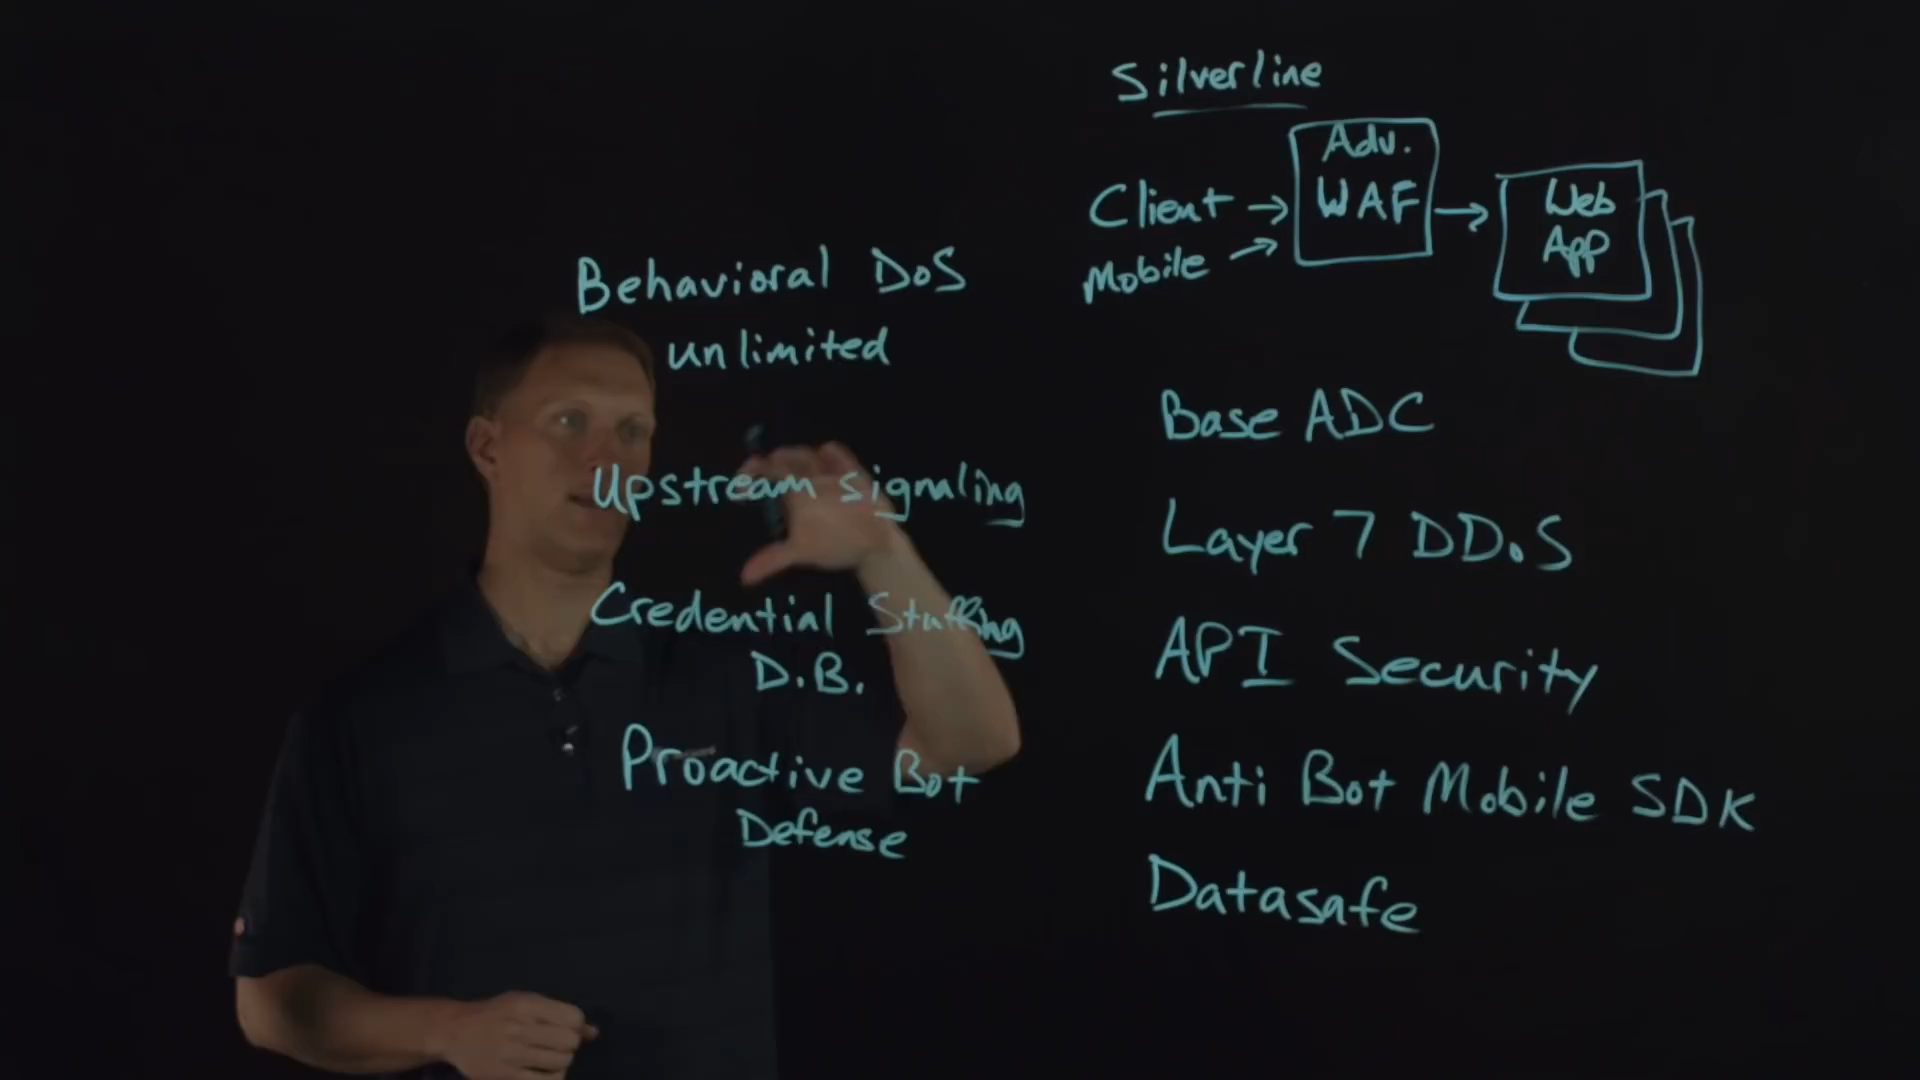 Silverline
Adv.
WAF
Client →
Mobile →
→
Web
App
Behavioral DoS
unlimited
Upstream signaling
Credential Stuffing
D.B.
Proactive Bot
Defense
Base ADC
Layer 7 DDoS
API Security
Anti Bot Mobile SDK
Datasafe